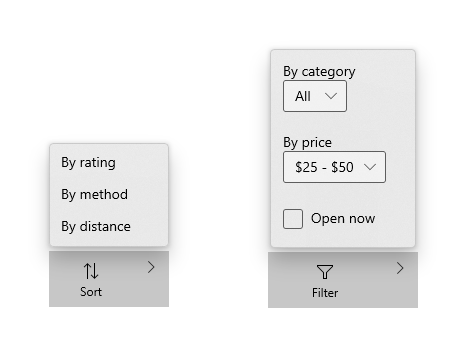 By rating
By method
By distance
Sort
By category
All
By price
$25 - $50
Open now
Filter